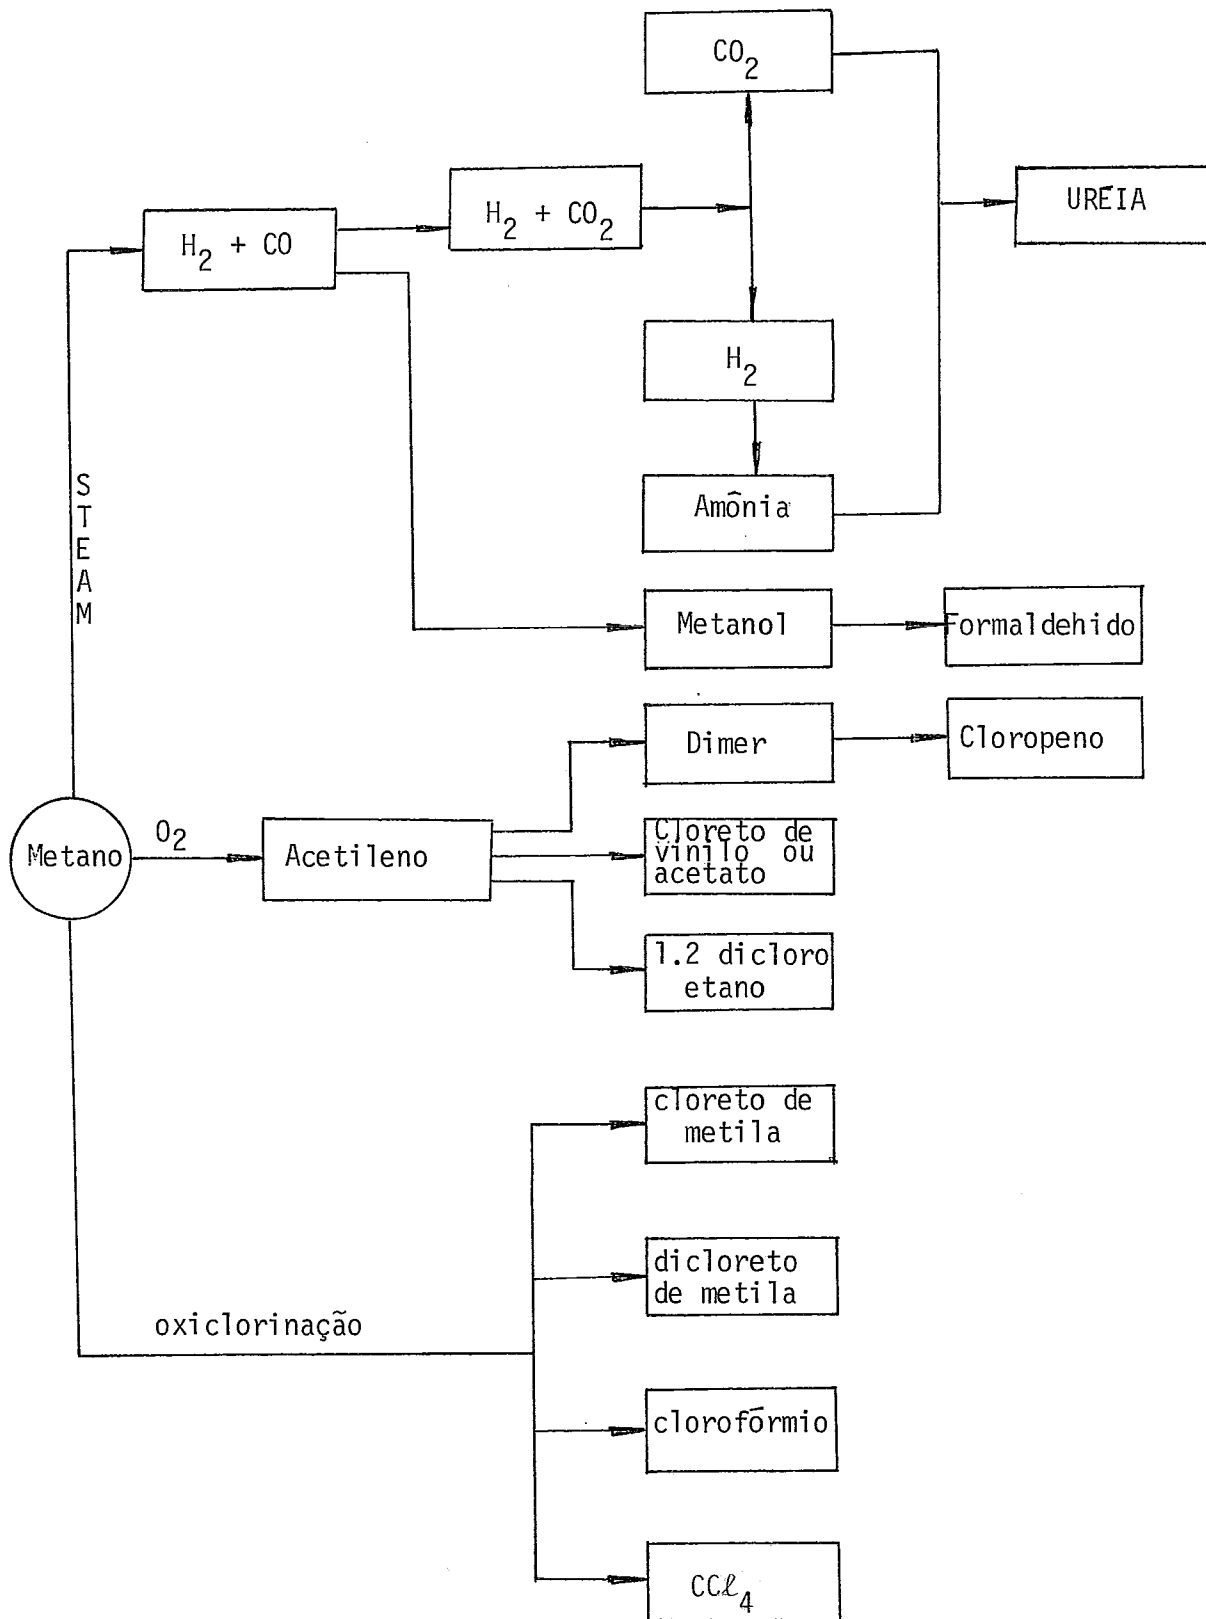 CO2
H2 + CO2
URÉIA
H2 + CO
H2
S
T
E
A
M
Amônia
Metanol
Formaldehido
Dimer
Cloropeno
Metano
O2
Acetileno
Cloreto de
vinilo ou
acetato
1.2 dicloro
etano
cloreto de
metila
dicloreto
de metila
oxiclorinação
clorofórmio
CCℓ4